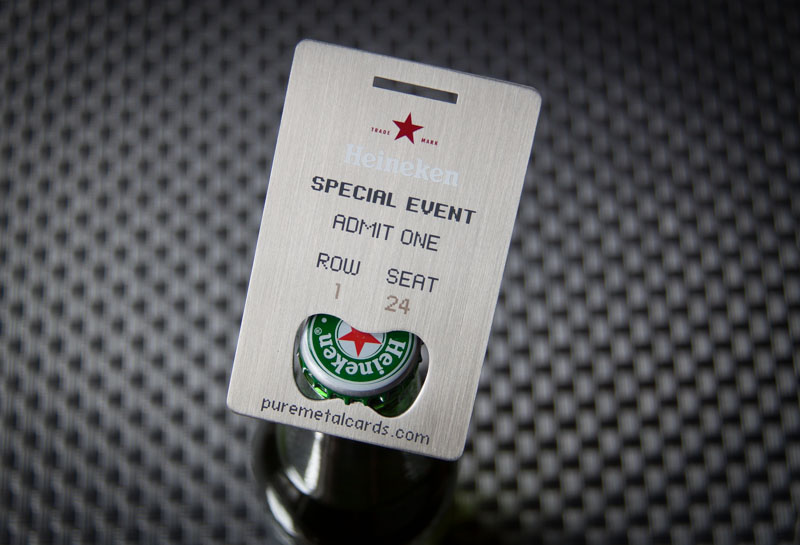 TRADE MARK
Heineken
SPECIAL EVENT
ADMIT ONE
ROW SEAT
1 24
Heineken®
puremetalcards.com